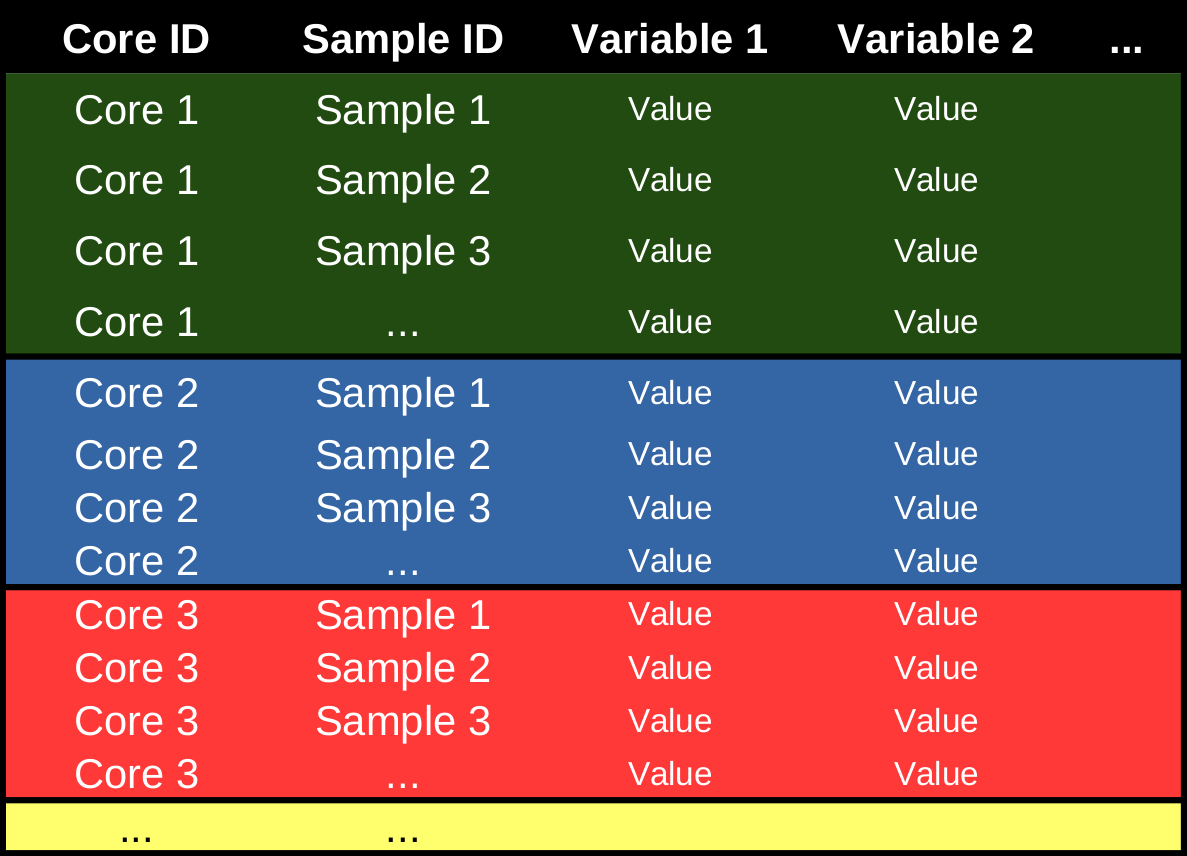 Core ID Sample ID Variable 1 Variable 2 ...
Core 1 Sample 1 Value Value
Core 1 Sample 2 Value Value
Core 1 Sample 3 Value Value
Core 1 ... Value Value
Core 2 Sample 1 Value Value
Core 2 Sample 2 Value Value
Core 2 Sample 3 Value Value
Core 2 ... Value Value
Core 3 Sample 1 Value Value
Core 3 Sample 2 Value Value
Core 3 Sample 3 Value Value
Core 3 ... Value Value
... ...